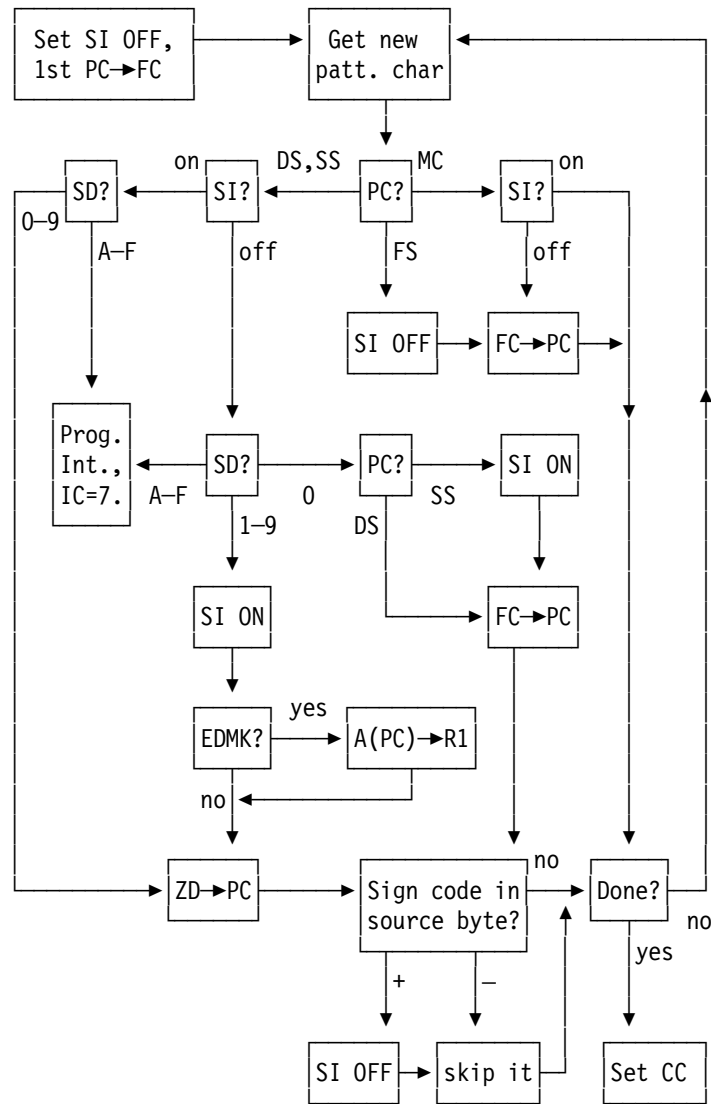 Set SI OFF,
1st PC→FC
Get new
patt. char
on
DS,SS
MC
on
SD?
SI?
PC?
SI?
0–9
A–F
off
FS
off
SI OFF
FC→PC
Prog.
Int.,
IC=7.
A–F
SD?
0
PC?
SS
SI ON
1–9
DS
SI ON
FC→PC
EDMK?
yes
A(PC)→R1
no
ZD→PC
Sign code in
source byte?
no
Done?
no
yes
+
–
SI OFF
skip it
Set CC